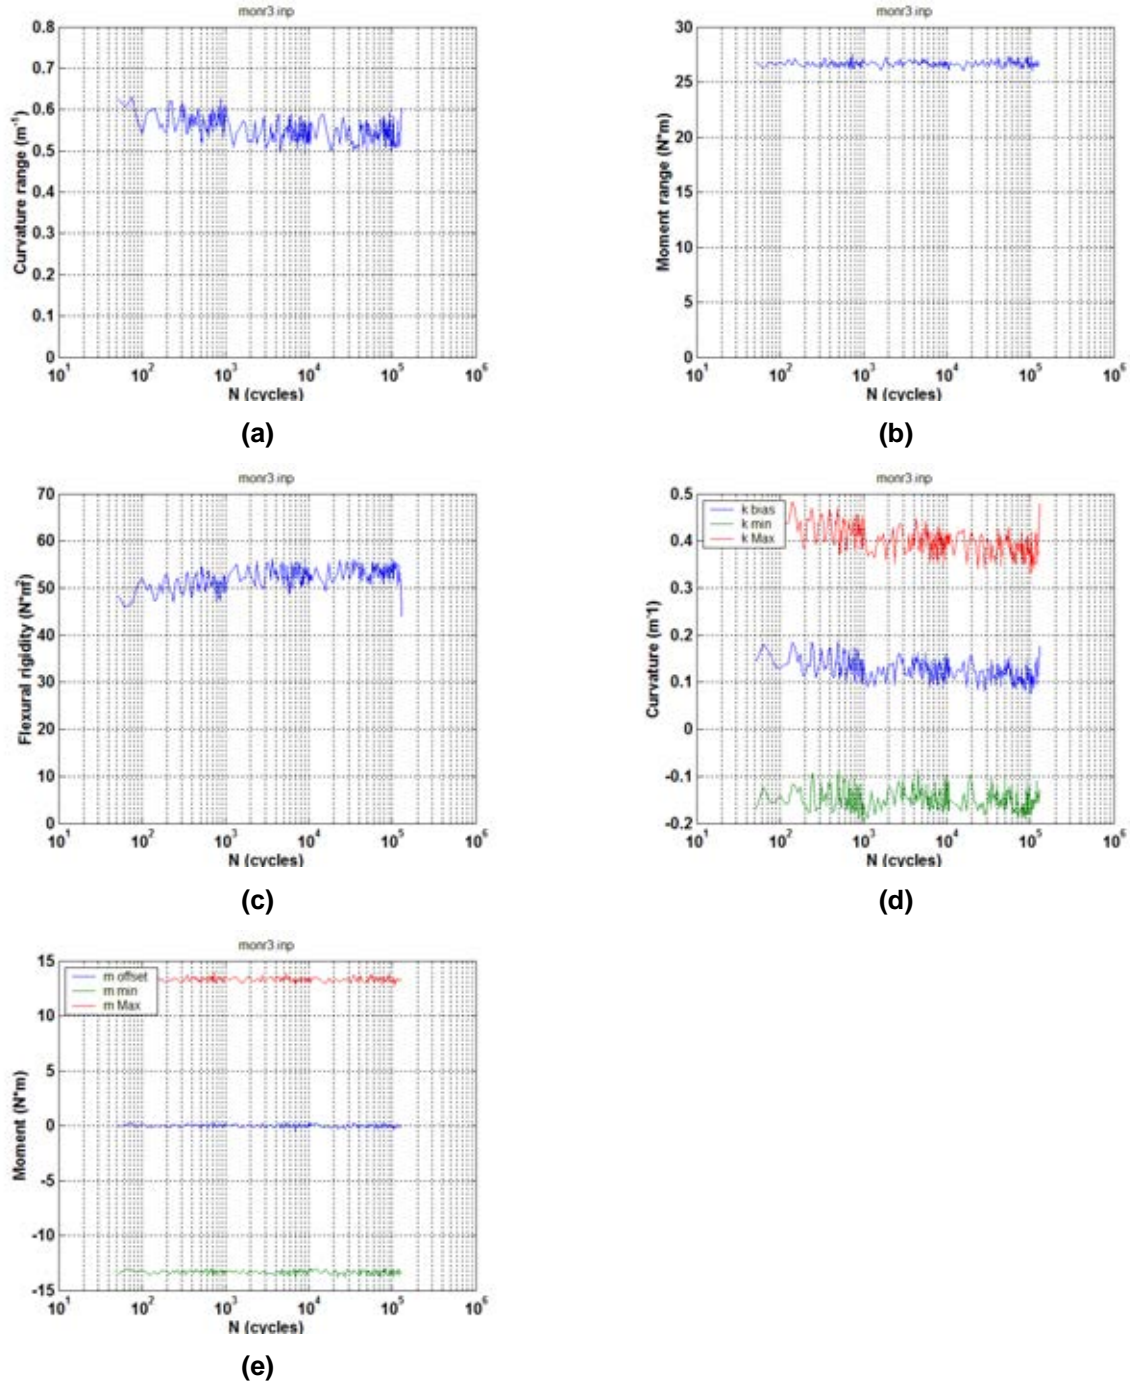 monr3.inp
0.8
0.7
0.6
0.5
0.4
0.3
0.2
0.1
0
Curvature range (m⁻¹)
10¹ 10² 10³ 10⁴ 10⁵ 10⁶
N (cycles)
(a)
monr3.inp
30
25
20
15
10
5
0
Moment range (N*m)
10¹ 10² 10³ 10⁴ 10⁵ 10⁶
N (cycles)
(b)
monr3.inp
70
60
50
40
30
20
10
0
Flexural rigidity (N*m²)
10¹ 10² 10³ 10⁴ 10⁵ 10⁶
N (cycles)
(c)
monr3.inp
k bias
k min
k Max
0.5
0.4
0.3
0.2
0.1
0
-0.1
-0.2
Curvature (m⁻1)
10¹ 10² 10³ 10⁴ 10⁵ 10⁶
N (cycles)
(d)
monr3.inp
m offset
m min
m Max
15
10
5
0
-5
-10
-15
Moment (N*m)
10¹ 10² 10³ 10⁴ 10⁵ 10⁶
N (cycles)
(e)